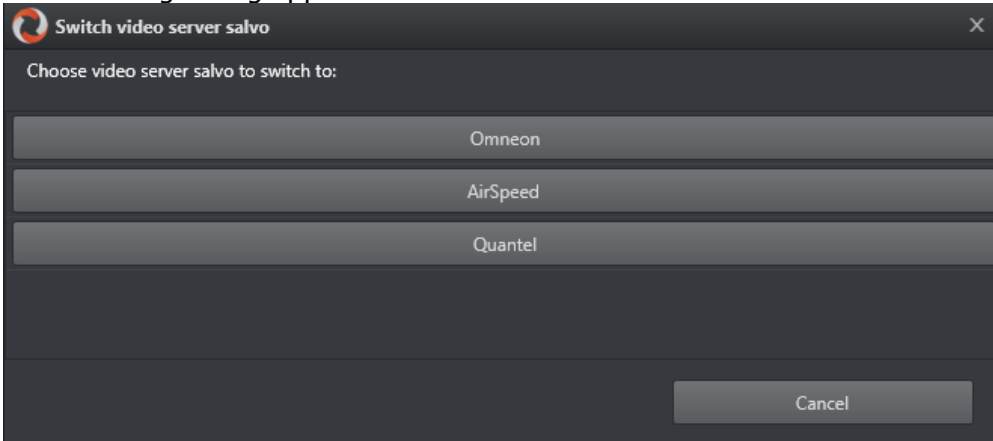 Switch video server salvo
Choose video server salvo to switch to:
Omneon
AirSpeed
Quantel
Cancel